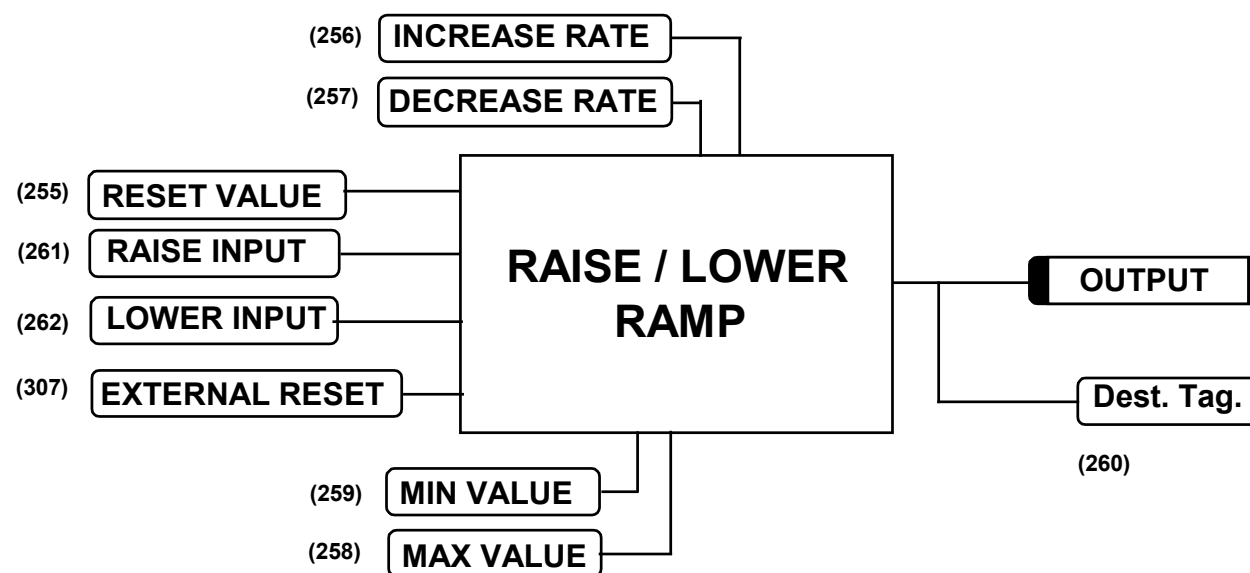 (256) INCREASE RATE
(257) DECREASE RATE
(255) RESET VALUE
(261) RAISE INPUT
(262) LOWER INPUT
(307) EXTERNAL RESET
RAISE / LOWER
RAMP
OUTPUT
Dest. Tag.
(260)
(259) MIN VALUE
(258) MAX VALUE